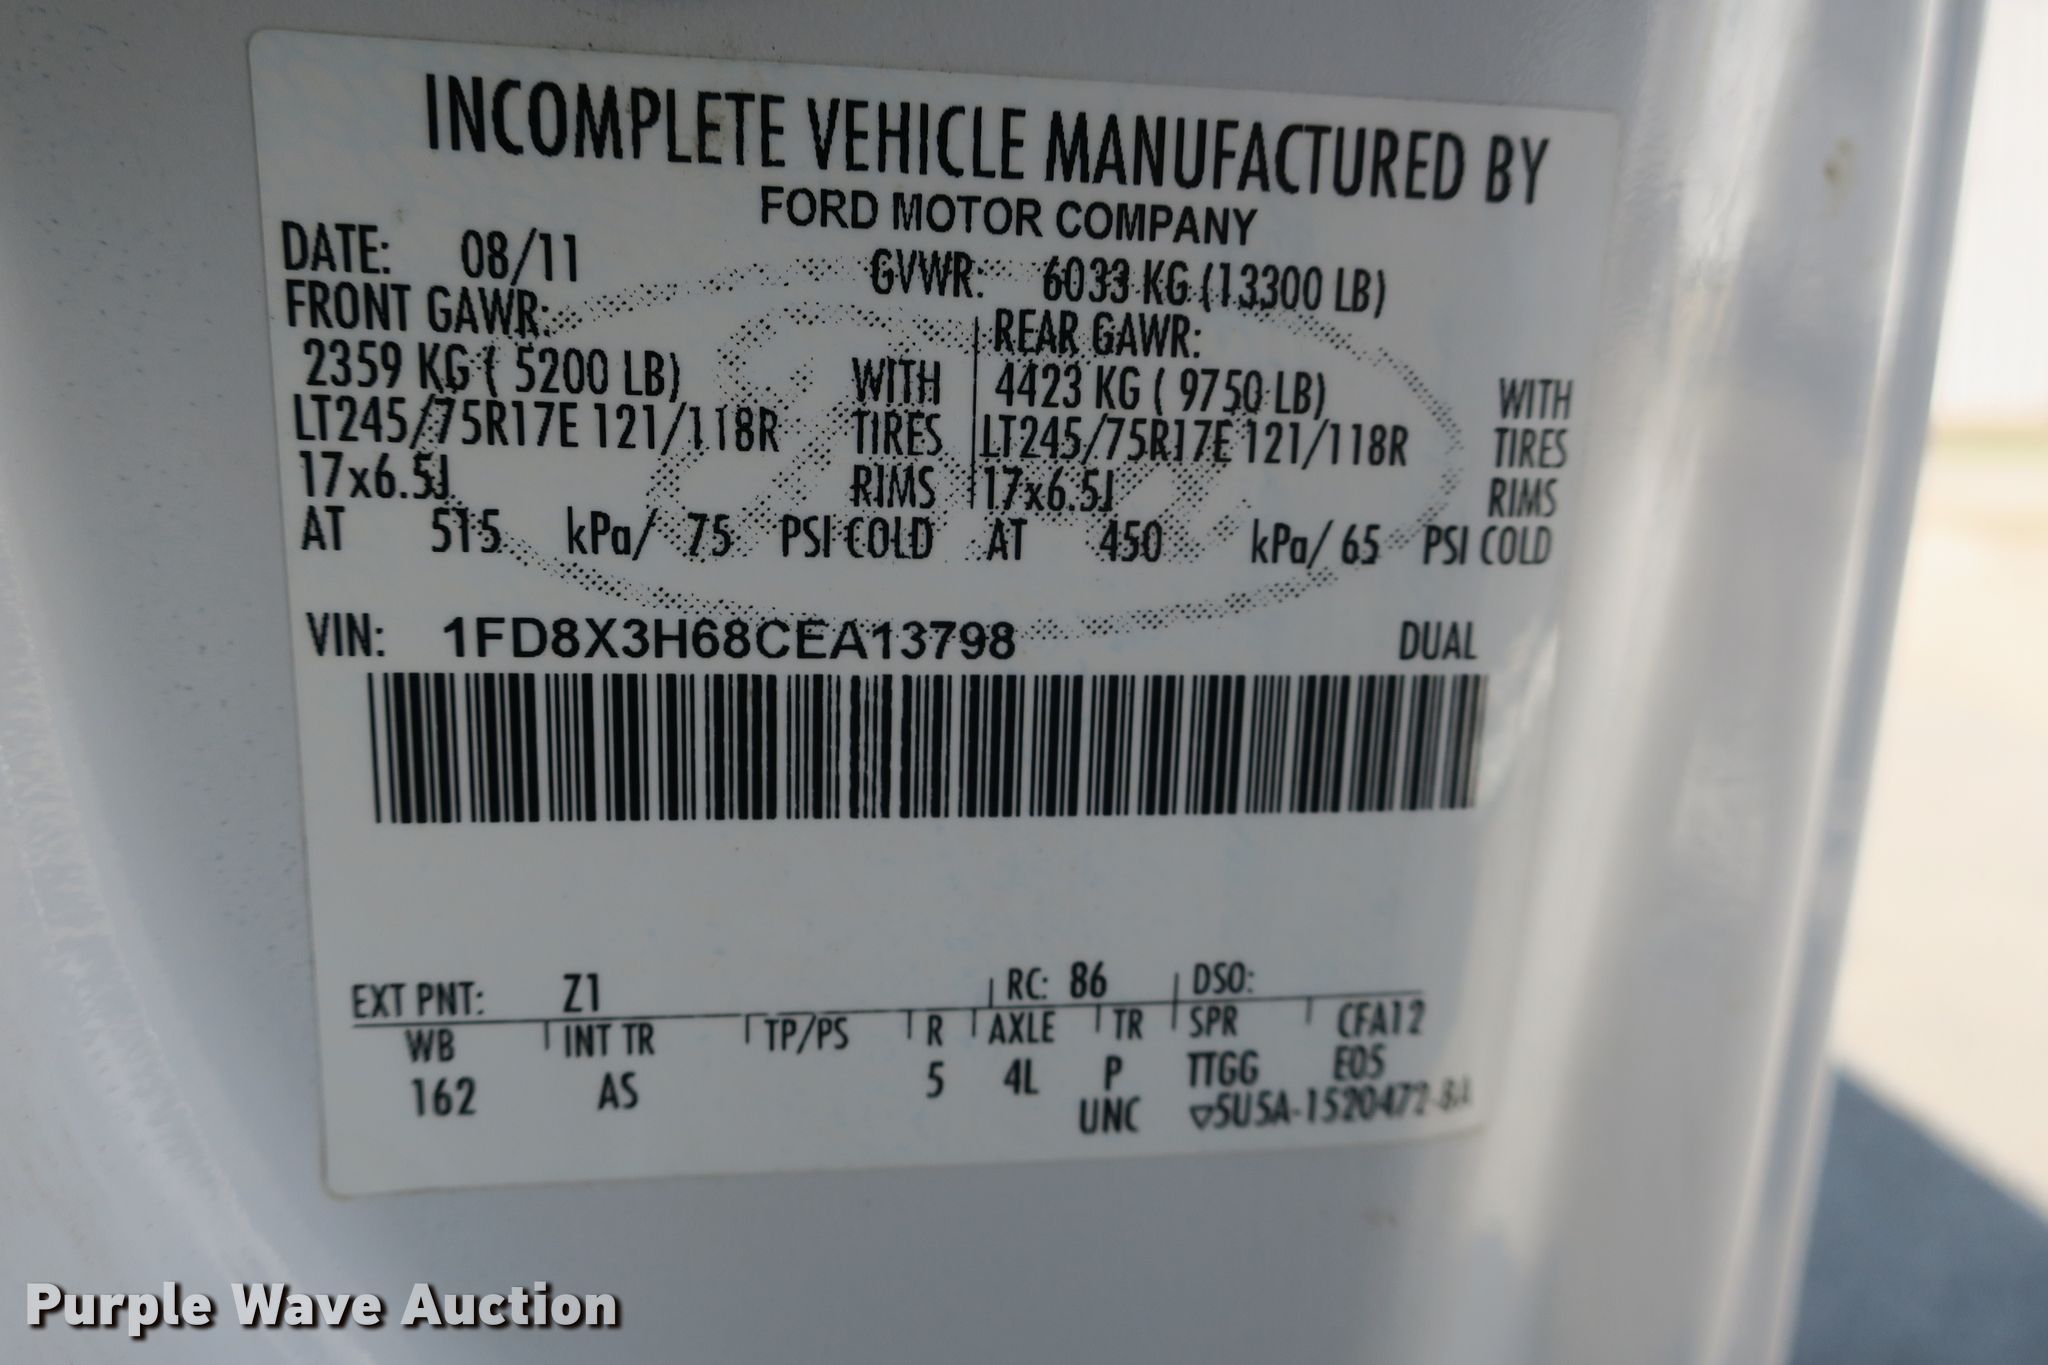 INCOMPLETE VEHICLE MANUFACTURED BY
FORD MOTOR COMPANY
DATE: 08/11 GVWR: 6033 KG (13300 LB)
FRONT GAWR: REAR GAWR:
2359 KG ( 5200 LB) WITH 4423 KG ( 9750 LB) WITH
LT245/75R17E 121/118R TIRES LT245/75R17E 121/118R TIRES
17x6.5J RIMS 17x6.5J RIMS
AT 515 kPa/ 75 PSI COLD AT 450 kPa/ 65 PSI COLD
VIN: 1FD8X3H68CEA13798 DUAL
EXT PNT: Z1 RC: 86 DSO:
WB INT TR TP/PS R AXLE TR SPR CFA12
162 AS 5 4L P TTGG E05
UNC ▽5U5A-1520472-BA
Purple Wave Auction